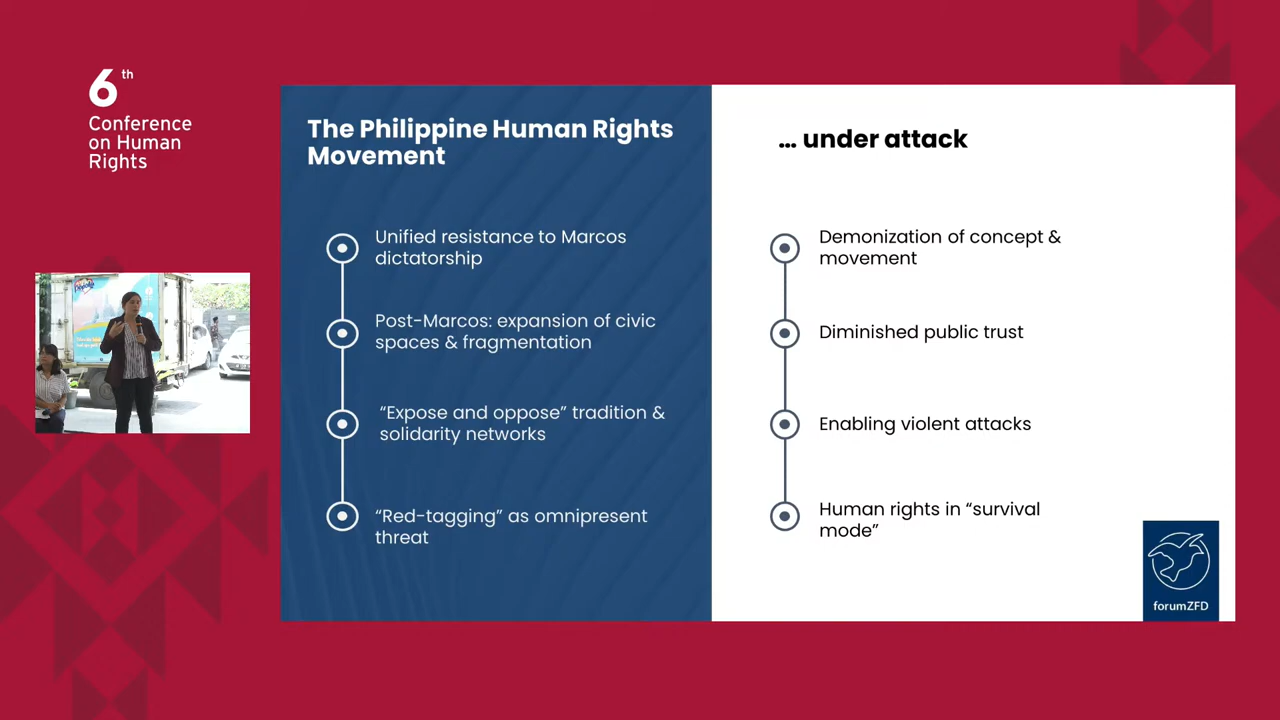 6th
Conference
on Human
Rights
The Philippine Human Rights
Movement
Unified resistance to Marcos
dictatorship
Post-Marcos: expansion of civic
spaces & fragmentation
“Expose and oppose” tradition &
solidarity networks
“Red-tagging” as omnipresent
threat
... under attack
Demonization of concept &
movement
Diminished public trust
Enabling violent attacks
Human rights in “survival
mode”
forumZFD